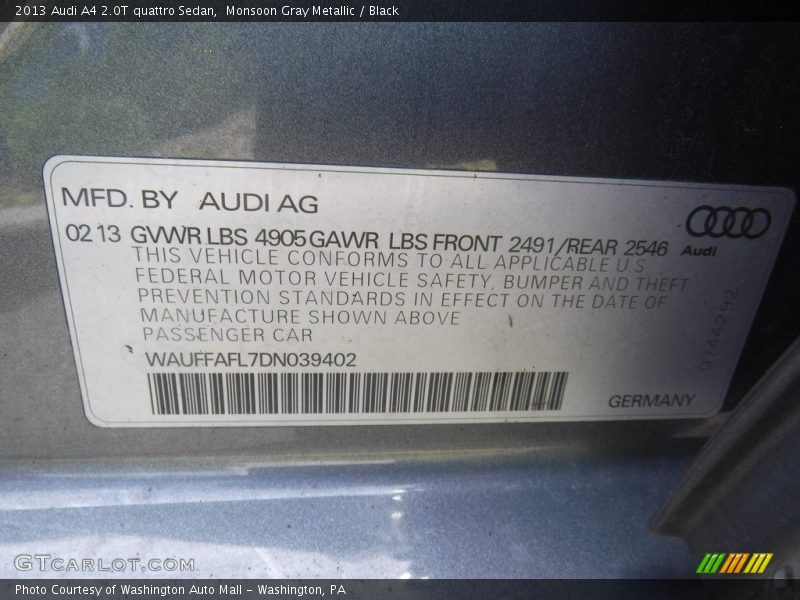 2013 Audi A4 2.0T quattro Sedan, Monsoon Gray Metallic / Black
MFD. BY AUDI AG
02 13 GVWR LBS 4905 GAWR LBS FRONT 2491/REAR 2546
THIS VEHICLE CONFORMS TO ALL APPLICABLE U S
FEDERAL MOTOR VEHICLE SAFETY, BUMPER AND THEFT
PREVENTION STANDARDS IN EFFECT ON THE DATE OF
MANUFACTURE SHOWN ABOVE
PASSENGER CAR
WAUFFAFL7DN039402
Audi
GERMANY
GTCARLOT.COM
Photo Courtesy of Washington Auto Mall - Washington, PA